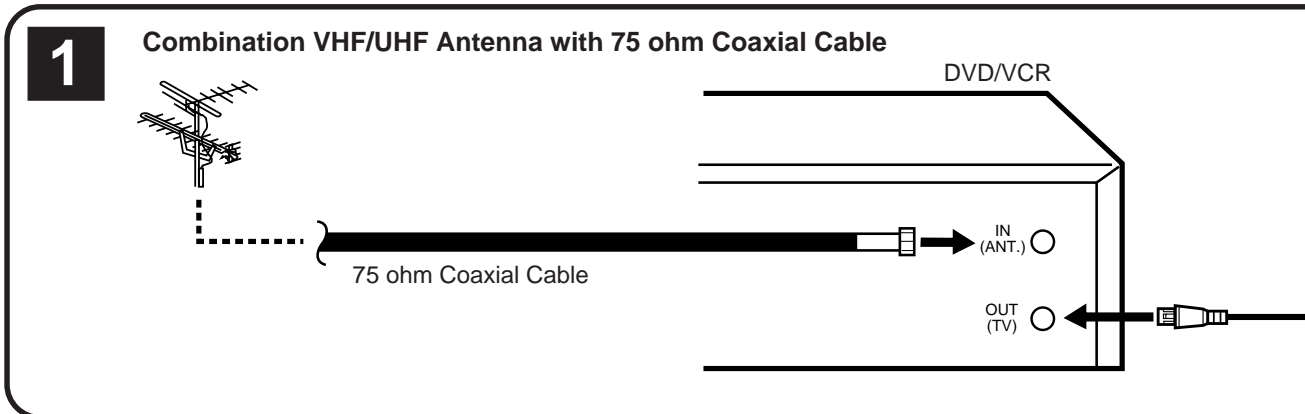 1
Combination VHF/UHF Antenna with 75 ohm Coaxial Cable
DVD/VCR
IN
(ANT.)
75 ohm Coaxial Cable
OUT
(TV)